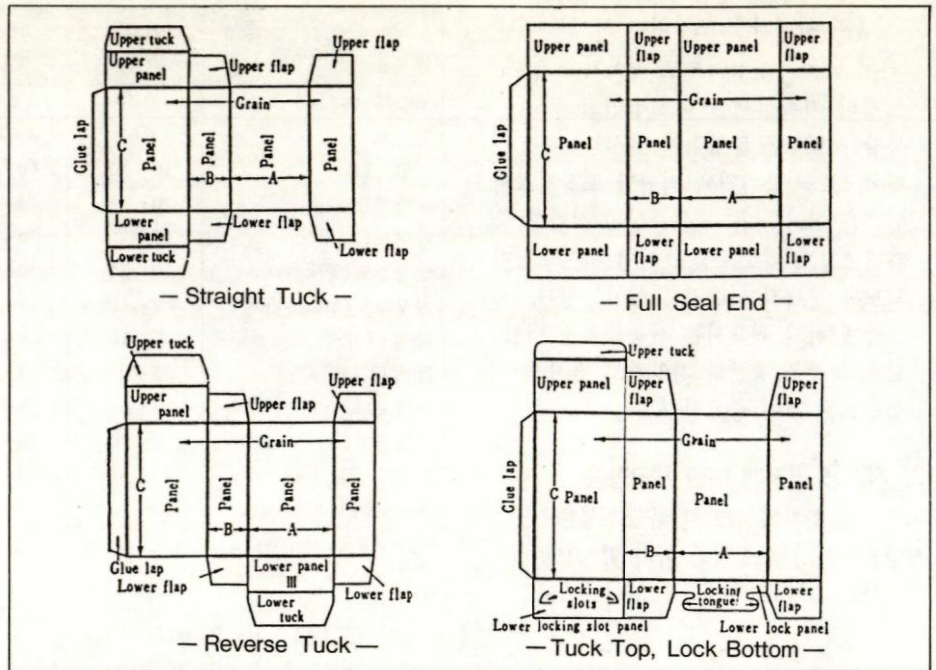 Upper tuck
Upper
panel
Upper flap
Upper flap
Grain
Glue lap
C
Panel
Panel
Panel
Panel
B
A
Lower
panel
Lower flap
Lower flap
Lower tuck
— Straight Tuck —
Upper panel
Upper
flap
Upper panel
Upper
flap
Grain
Glue lap
C
Panel
Panel
Panel
Panel
B
A
Lower panel
Lower
flap
Lower panel
Lower
flap
— Full Seal End —
Upper tuck
Upper flap
Upper
panel
Upper flap
Grain
C
Panel
Panel
Panel
Panel
B
A
Glue lap
Lower flap
Lower panel
III
Lower flap
Lower
tuck
— Reverse Tuck —
Upper tuck
Upper panel
Upper
flap
Upper
flap
Grain
Glue lap
C
Panel
Panel
Panel
Panel
B
A
Locking
slots
Lower
flap
Locking
tongue
Lower
flap
Lower locking slot panel
Lower lock panel
— Tuck Top, Lock Bottom —